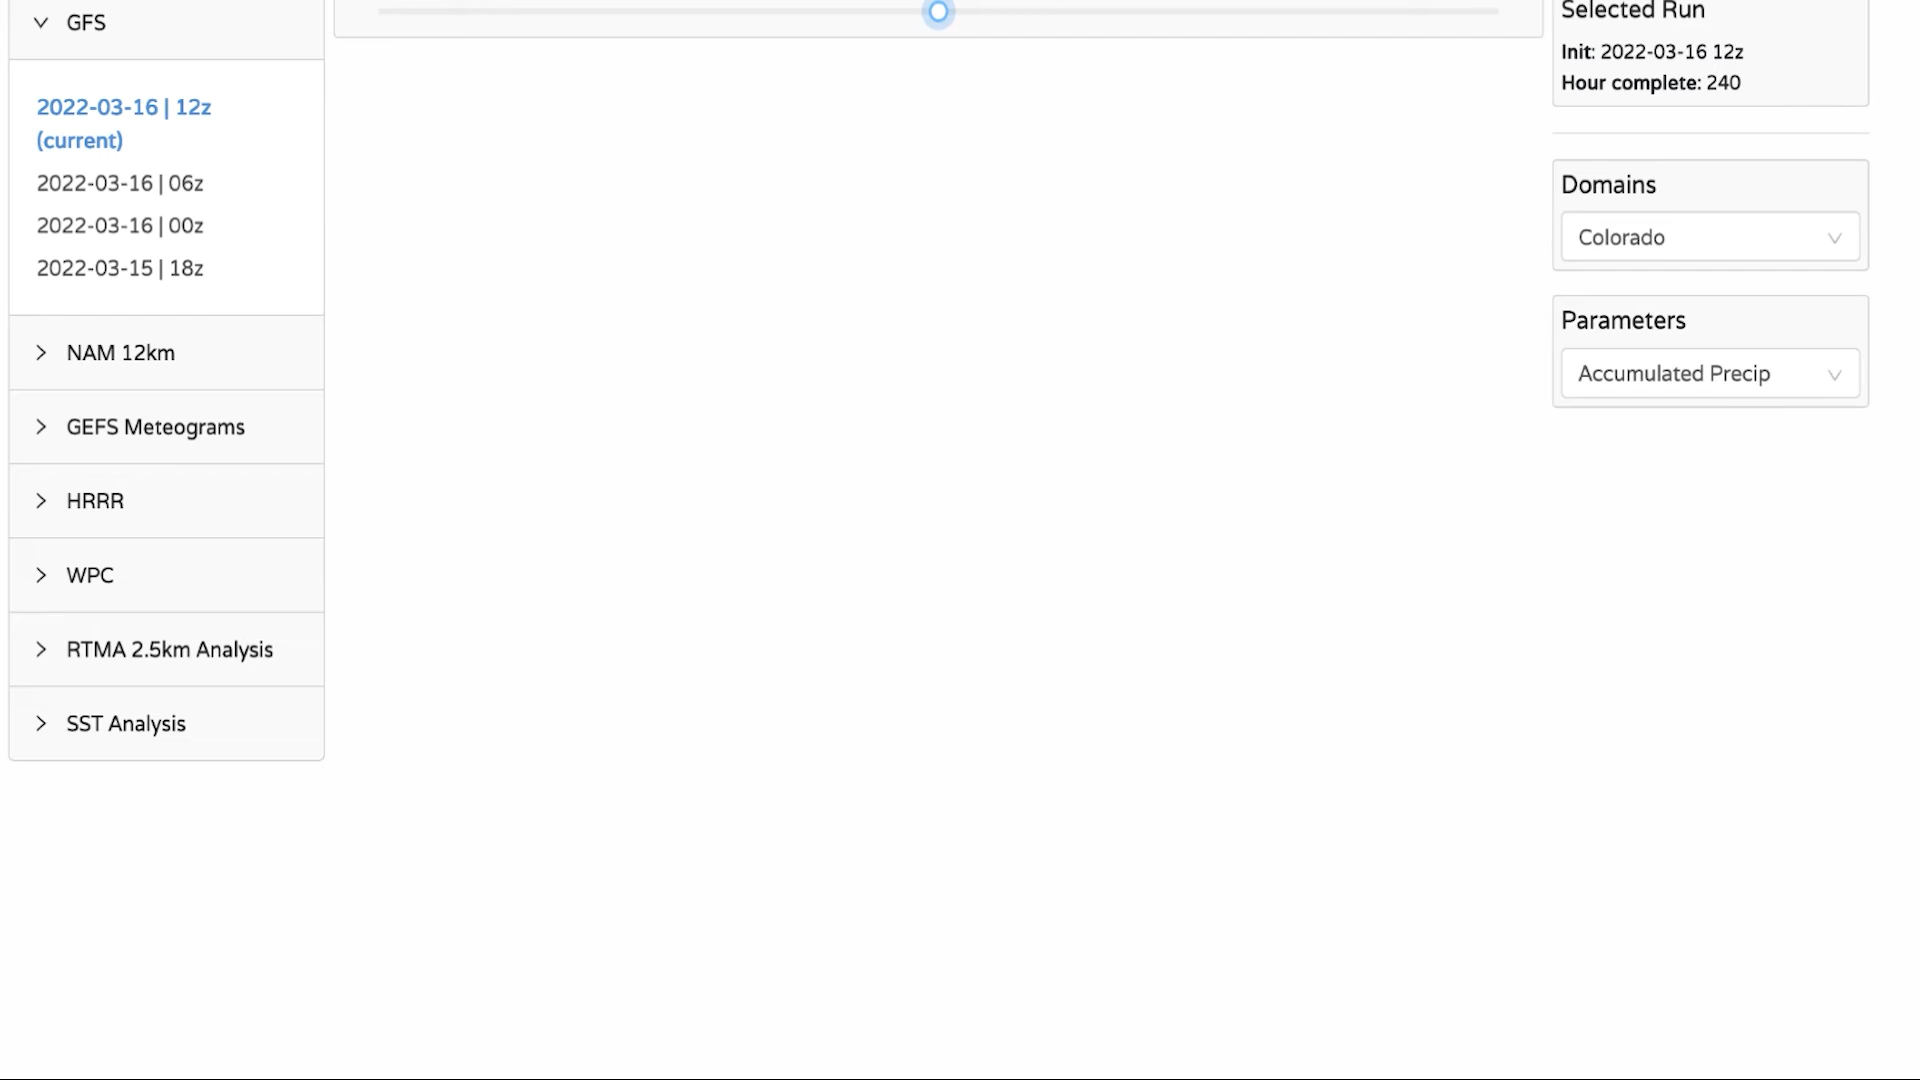 GFS
2022-03-16 | 12z
(current)
2022-03-16 | 06z
2022-03-16 | 00z
2022-03-15 | 18z
NAM 12km
GEFS Meteograms
HRRR
WPC
RTMA 2.5km Analysis
SST Analysis
Selected Run
Init: 2022-03-16 12z
Hour complete: 240
Domains
Colorado
Parameters
Accumulated Precip